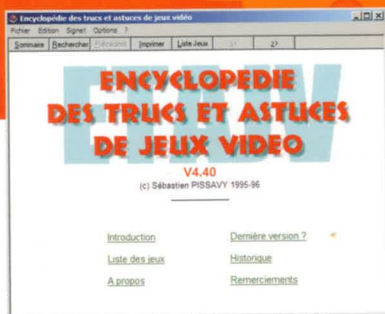 Encyclopédie des trucs et astuces de jeux vidéo
Fichier Edition Signet Options ?
Sommaire Rechercher Précédent Imprimer Liste Jeux
ENCYCLOPEDIE
DES TRUCS ET ASTUCES
DE JEUX VIDEO
V4.40
(c) Sébastien PISSAVY 1995-96
Introduction Dernière version ?
Liste des jeux Historique
A propos Remerciements